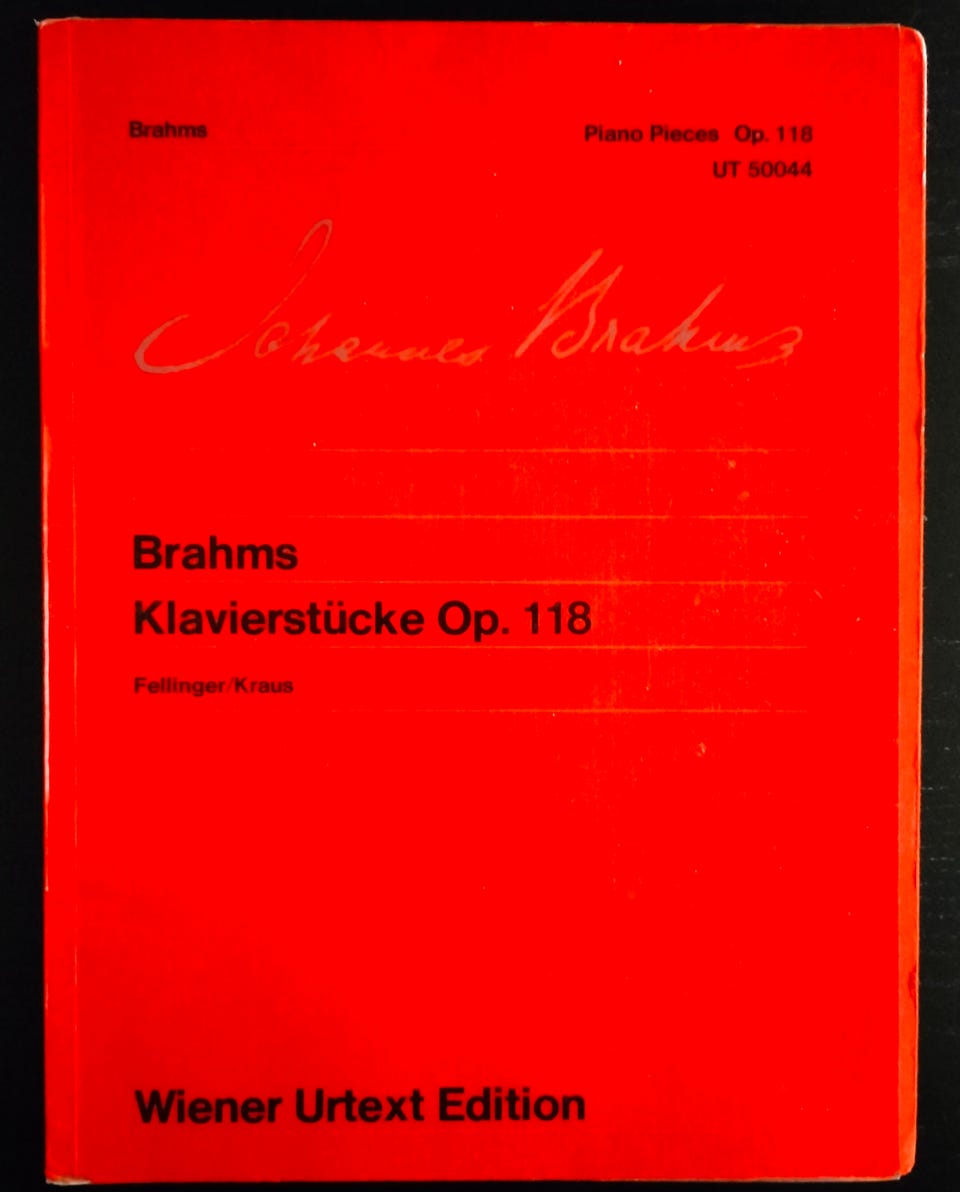 Brahms
Piano Pieces Op. 118
UT 50044
Johannes Brahms
Brahms
Klavierstücke Op. 118
Fellinger/Kraus
Wiener Urtext Edition